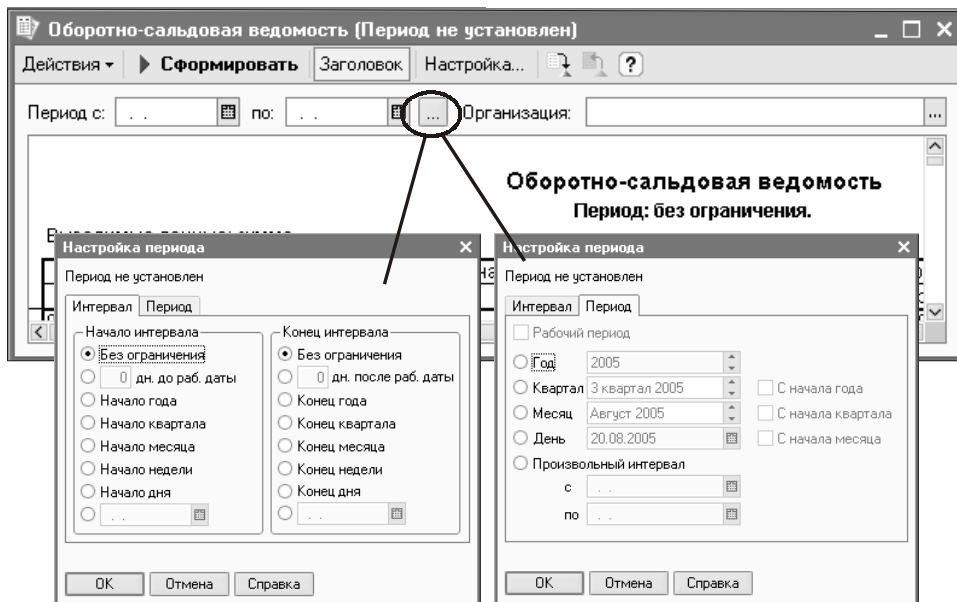 Оборотно-сальдовая ведомость (Период не установлен)
Действия Сформировать Заголовок Настройка... ?
Период с: . . по: . . ... Организация: ...
Оборотно-сальдовая ведомость
Период: без ограничения.
Настройка периода
Период не установлен
Интервал Период
Начало интервала
Без ограничения
0 дн. до раб. даты
Начало года
Начало квартала
Начало месяца
Начало недели
Начало дня
. .
Конец интервала
Без ограничения
0 дн. после раб. даты
Конец года
Конец квартала
Конец месяца
Конец недели
Конец дня
. .
OK Отмена Справка
Настройка периода
Период не установлен
Интервал Период
Рабочий период
Год 2005
Квартал 3 квартал 2005 С начала года
Месяц Август 2005 С начала квартала
День 20.08.2005 С начала месяца
Произвольный интервал
с . .
по . .
OK Отмена Справка